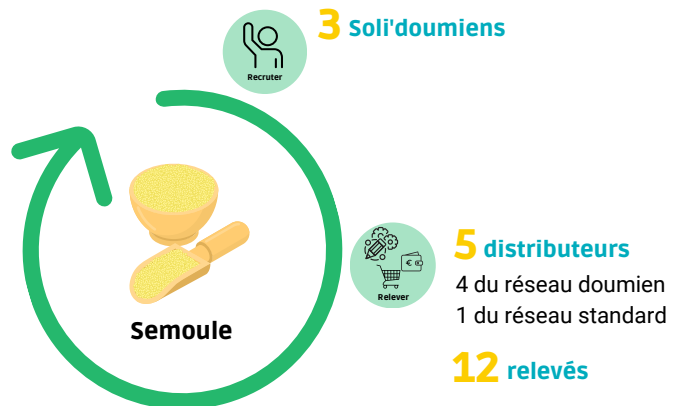 3 Soli'doumiens
Recruter
5 distributeurs
4 du réseau doumien
1 du réseau standard
€
Relever
Semoule
12 relevés